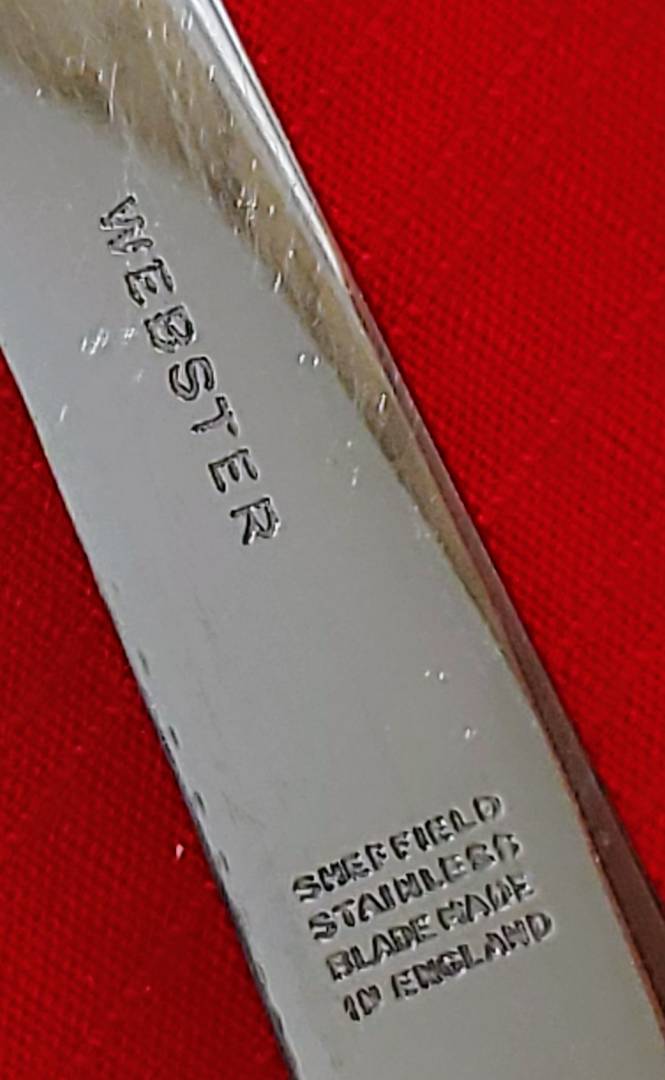 WEBSTER
SHEFFIELD
STAINLESS
BLADE MADE
IN ENGLAND